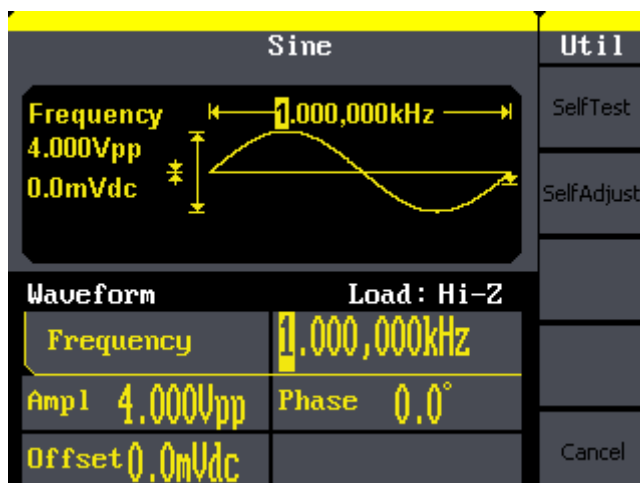 Sine
Util
Frequency 1.000,000kHz
4.000Vpp
0.0mVdc
SelfTest
SelfAdjust
Waveform Load: Hi-Z
Frequency 1.000,000kHz
Ampl 4.000Vpp Phase 0.0°
Offset 0.0mVdc
Cancel